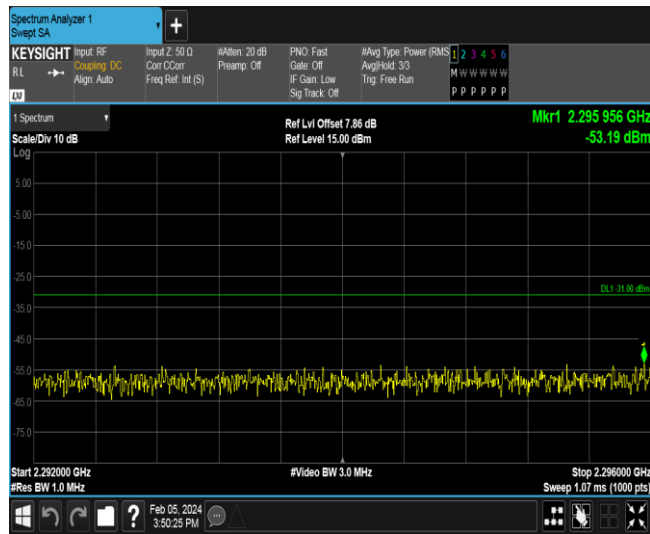 Spectrum Analyzer 1
Swept SA
+
KEYSIGHT
RL
LXI
Input: RF
Coupling: DC
Align: Auto
Input Z: 50 Ω
Corr CCorr
Freq Ref: Int (S)
#Atten: 20 dB
Preamp: Off
PNO: Fast
Gate: Off
IF Gain: Low
Sig Track: Off
#Avg Type: Power (RMS
Avg|Hold: 3/3
Trig: Free Run
1 2 3 4 5 6
M W W W W W
P P P P P P
1 Spectrum
Scale/Div 10 dB
Log
Ref Lvl Offset 7.86 dB
Ref Level 15.00 dBm
Mkr1 2.295 956 GHz
-53.19 dBm
5.00
-5.00
-15.0
-25.0
DL1 -31.00 dBm
-35.0
-45.0
1
-55.0
-65.0
-75.0
Start 2.292000 GHz
#Video BW 3.0 MHz
Stop 2.296000 GHz
#Res BW 1.0 MHz
Sweep 1.07 ms (1000 pts)
?
Feb 05, 2024
3:50:25 PM